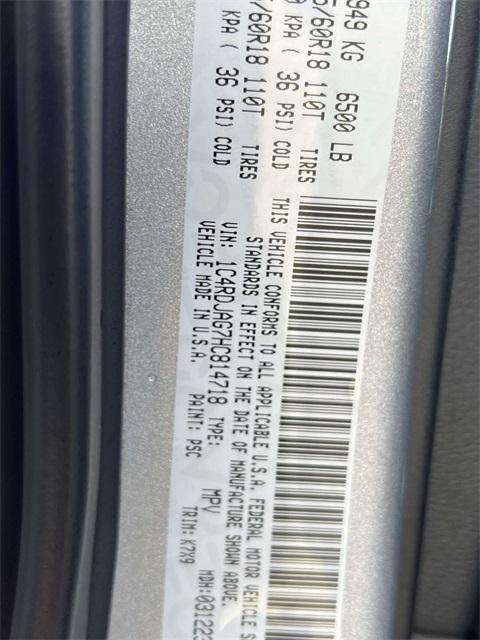 949 KG 6500 LB
/60R18 110T TIRES
KPA ( 36 PSI) COLD
/60R18 110T TIRES
KPA ( 36 PSI) COLD
THIS VEHICLE CONFORMS TO ALL APPLICABLE U.S.A. FEDERAL MOTOR VEHICLE S
STANDARDS IN EFFECT ON THE DATE OF MANUFACTURE SHOWN ABOVE.
VIN: 1C4RDJAG7HC814718 TYPE: MPV
VEHICLE MADE IN U.S.A. PAINT: PSC TRIM: K7X9
MDH:031223